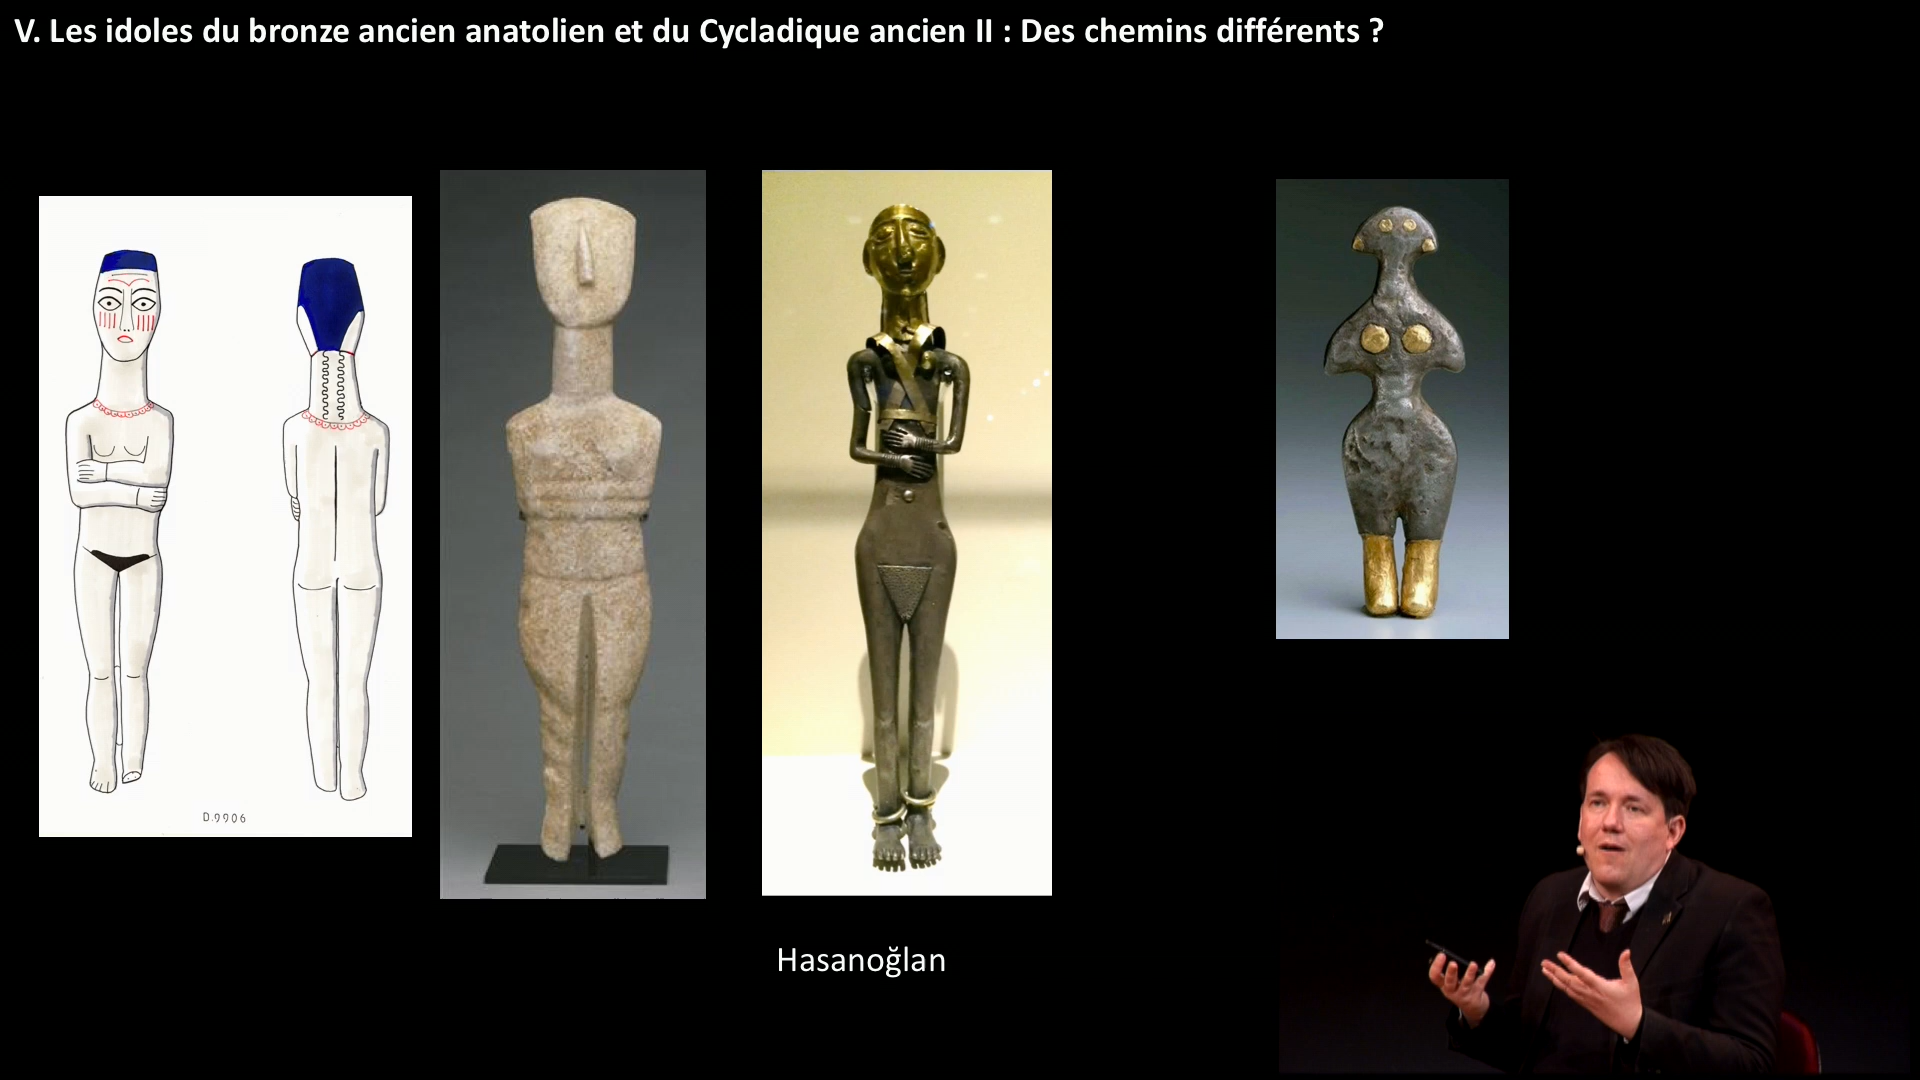 V. Les idoles du bronze ancien anatolien et du Cycladique ancien II : Des chemins différents ?
D.9906
Hasanoğlan